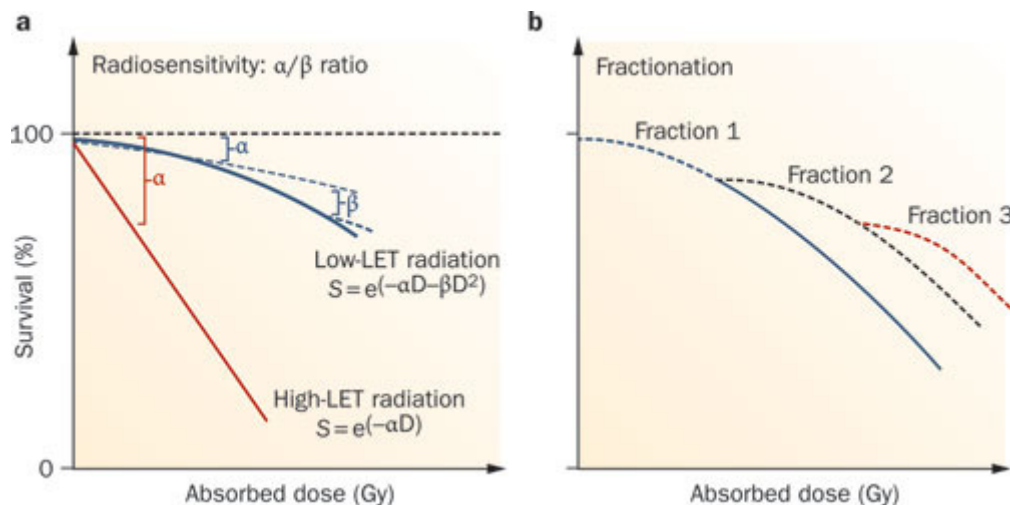 a
Radiosensitivity: α/β ratio
100
α
α
β
Low-LET radiation
S = e(−αD−βD²)
High-LET radiation
S = e(−αD)
0
Survival (%)
Absorbed dose (Gy)
b
Fractionation
Fraction 1
Fraction 2
Fraction 3
Absorbed dose (Gy)